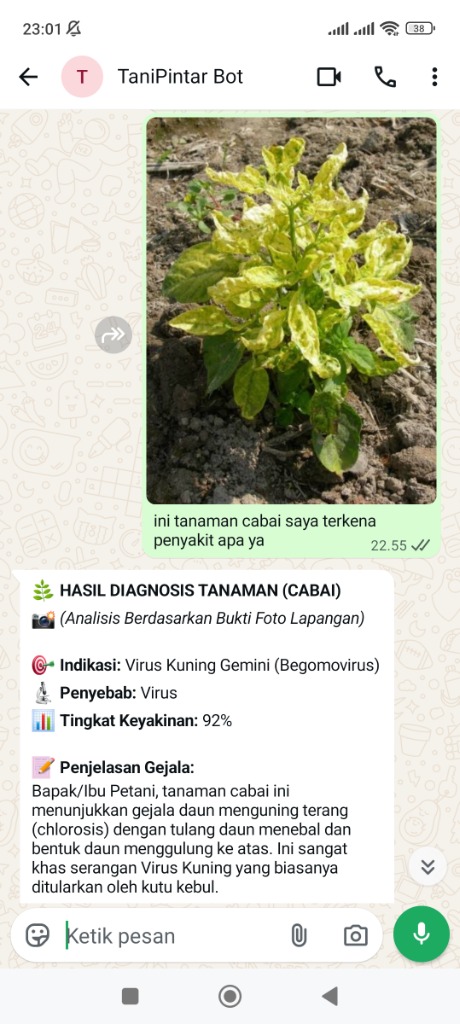 23:01
38
T
TaniPintar Bot
ini tanaman cabai saya terkena
penyakit apa ya
22.55
HASIL DIAGNOSIS TANAMAN (CABAI)
(Analisis Berdasarkan Bukti Foto Lapangan)
Indikasi: Virus Kuning Gemini (Begomovirus)
Penyebab: Virus
Tingkat Keyakinan: 92%
Penjelasan Gejala:
Bapak/Ibu Petani, tanaman cabai ini
menunjukkan gejala daun menguning terang
(chlorosis) dengan tulang daun menebal dan
bentuk daun menggulung ke atas. Ini sangat
khas serangan Virus Kuning yang biasanya
ditularkan oleh kutu kebul.
Ketik pesan